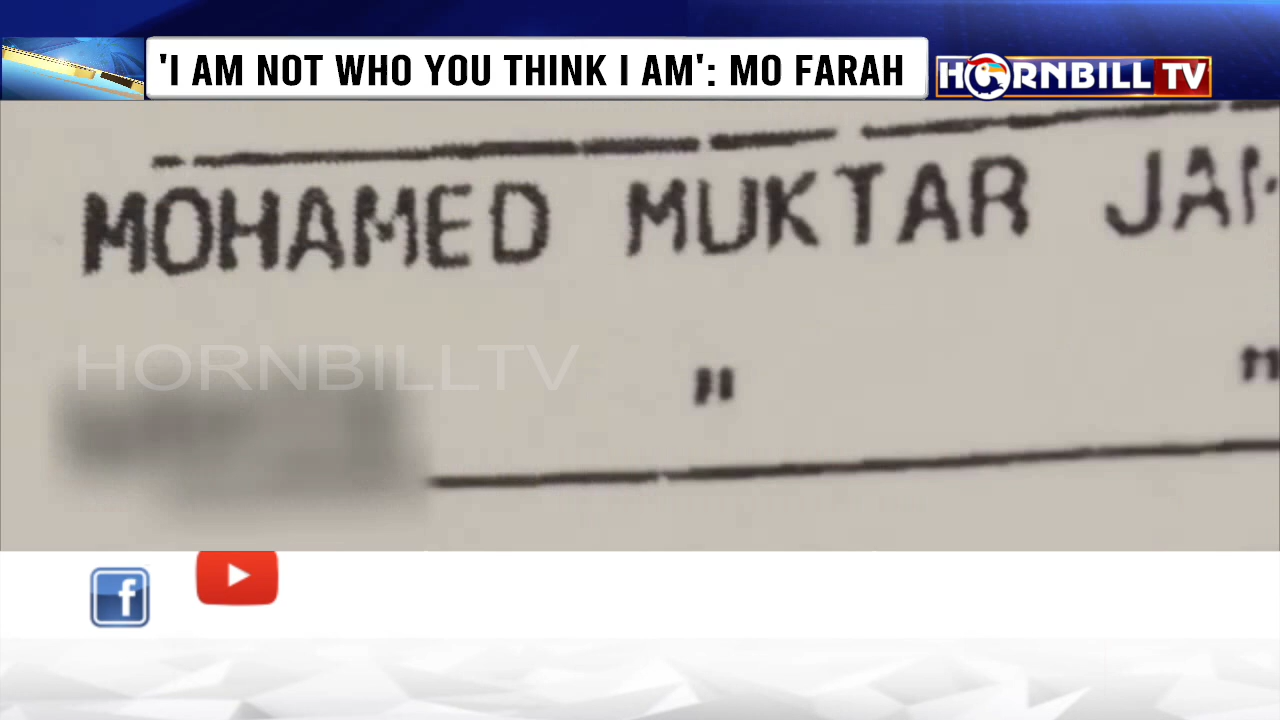 'I AM NOT WHO YOU THINK I AM': MO FARAH
HORNBILL TV
MOHAMED MUKTAR
HORNBILLTV
" "
f